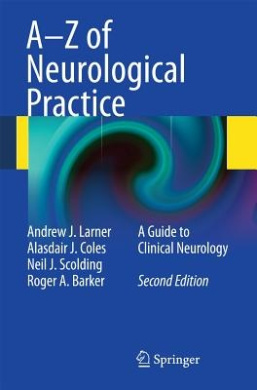 A–Z of
Neurological
Practice
Andrew J. Larner
Alasdair J. Coles
Neil J. Scolding
Roger A. Barker
A Guide to
Clinical Neurology
Second Edition
Springer